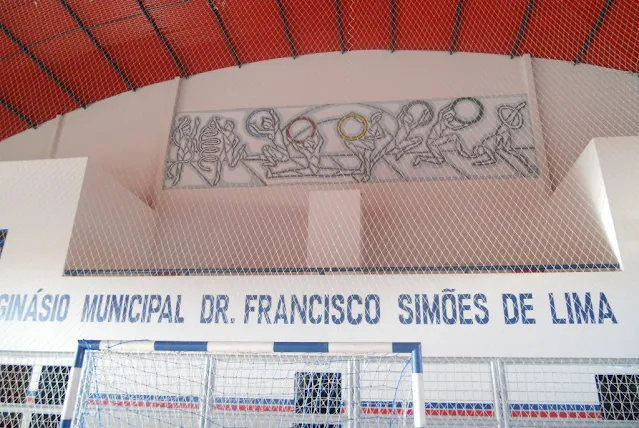 GINÁSIO MUNICIPAL DR. FRANCISCO SIMÕES DE LIMA